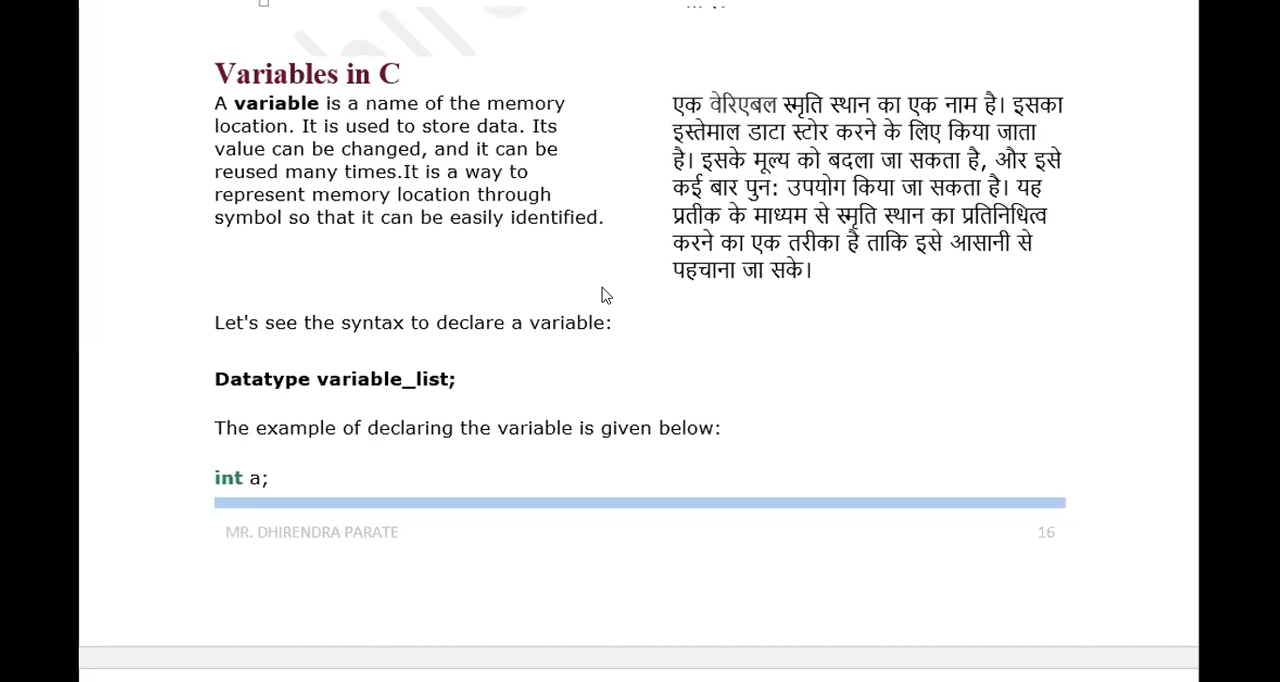 Variables in C
A variable is a name of the memory
location. It is used to store data. Its
value can be changed, and it can be
reused many times.It is a way to
represent memory location through
symbol so that it can be easily identified.
एक वेरिएबल स्मृति स्थान का एक नाम है। इसका
इस्तेमाल डाटा स्टोर करने के लिए किया जाता
है। इसके मूल्य को बदला जा सकता है, और इसे
कई बार पुन: उपयोग किया जा सकता है। यह
प्रतीक के माध्यम से स्मृति स्थान का प्रतिनिधित्व
करने का एक तरीका है ताकि इसे आसानी से
पहचाना जा सके।
Let's see the syntax to declare a variable:
Datatype variable_list;
The example of declaring the variable is given below:
int a;
MR. DHIRENDRA PARATE 16